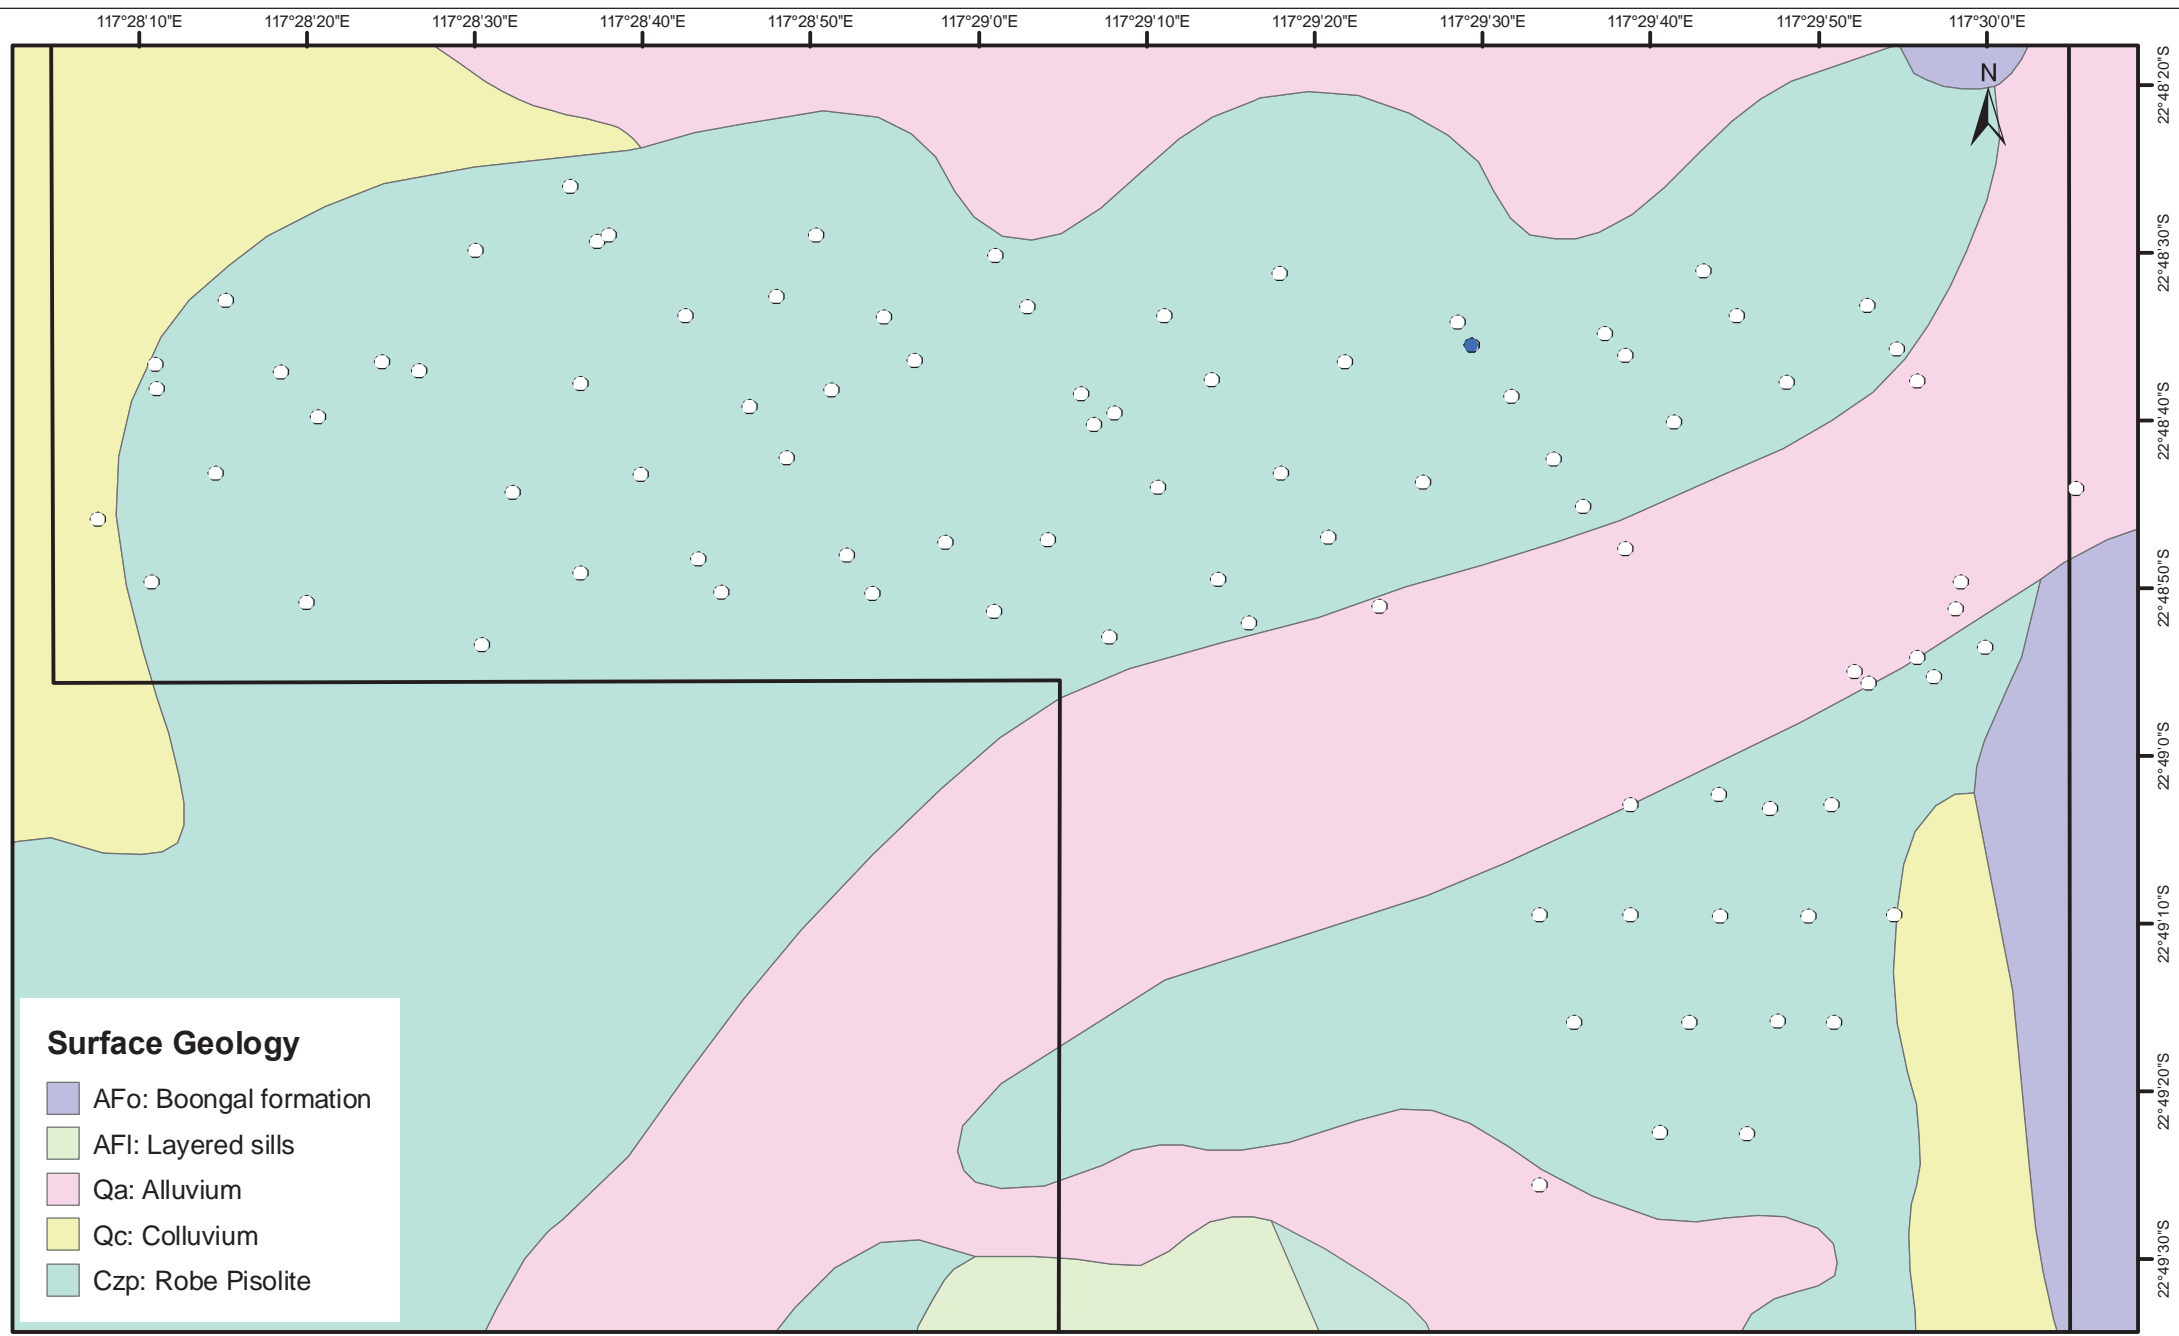 117°28'10"E 117°28'20"E 117°28'30"E 117°28'40"E 117°28'50"E 117°29'0"E 117°29'10"E 117°29'20"E 117°29'30"E 117°29'40"E 117°29'50"E 117°30'0"E
N
22°48'20"S
22°48'30"S
22°48'40"S
22°48'50"S
22°49'0"S
22°49'10"S
22°49'20"S
22°49'30"S
Surface Geology
AFo: Boongal formation
AFl: Layered sills
Qa: Alluvium
Qc: Colluvium
Czp: Robe Pisolite